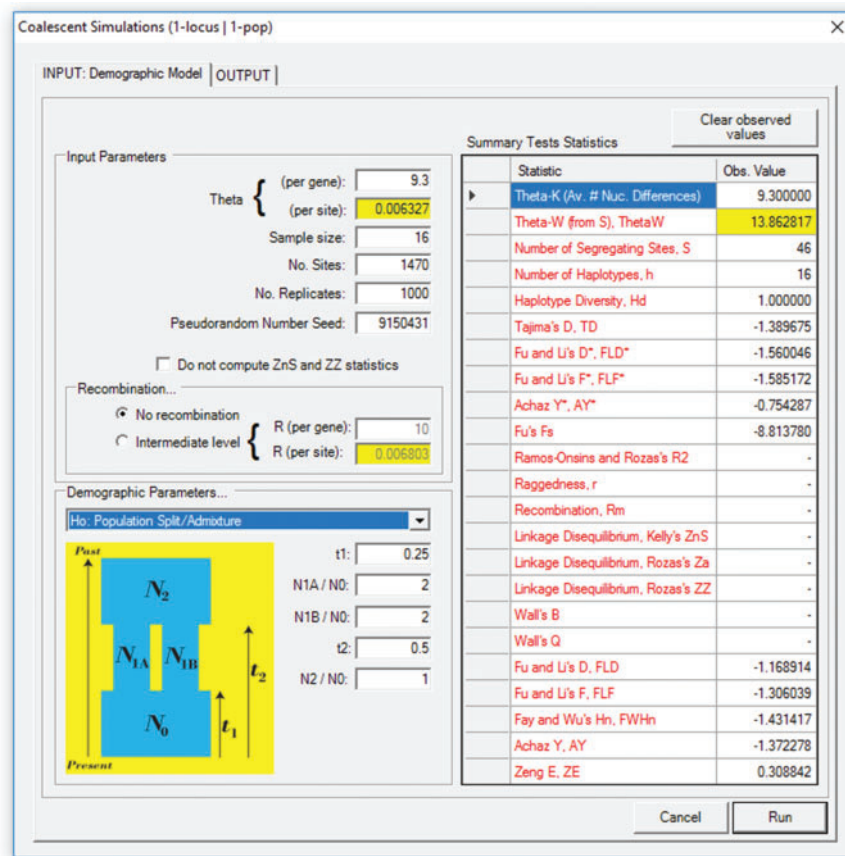 Coalescent Simulations (1-locus | 1-pop)
INPUT: Demographic Model
OUTPUT
Clear observed values
Input Parameters
Theta { (per gene): 9.3
(per site): 0.006327
Sample size: 16
No. Sites: 1470
No. Replicates: 1000
Pseudorandom Number Seed: 9150431
Do not compute ZnS and ZZ statistics
Recombination...
No recombination
Intermediate level { R (per gene): 10
R (per site): 0.006803
Demographic Parameters...
Ho: Population Split/Admixture
Past
N2
N1A N1B
t2
N0 t1
Present
t1: 0.25
N1A / N0: 2
N1B / N0: 2
t2: 0.5
N2 / N0: 1
Summary Tests Statistics
Statistic Obs. Value
Theta-K (Av. # Nuc. Differences) 9.300000
Theta-W (from S), ThetaW 13.862817
Number of Segregating Sites, S 46
Number of Haplotypes, h 16
Haplotype Diversity, Hd 1.000000
Tajima's D, TD -1.389675
Fu and Li's D*, FLD* -1.560046
Fu and Li's F*, FLF* -1.585172
Achaz Y*, AY* -0.754287
Fu's Fs -8.813780
Ramos-Onsins and Rozas's R2 -
Raggedness, r -
Recombination, Rm -
Linkage Disequilibrium, Kelly's ZnS -
Linkage Disequilibrium, Rozas's Za -
Linkage Disequilibrium, Rozas's ZZ -
Wall's B -
Wall's Q -
Fu and Li's D, FLD -1.168914
Fu and Li's F, FLF -1.306039
Fay and Wu's Hn, FWHn -1.431417
Achaz Y, AY -1.372278
Zeng E, ZE 0.308842
Cancel
Run